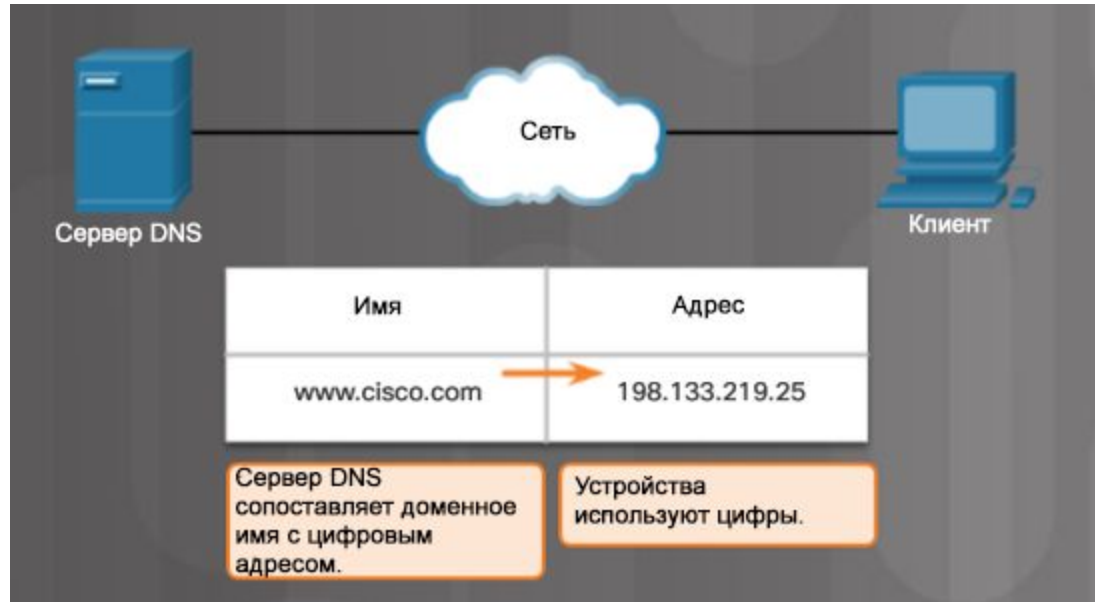 Сеть
Сервер DNS
Клиент
Имя
Адрес
www.cisco.com
198.133.219.25
Сервер DNS
сопоставляет доменное
имя с цифровым
адресом.
Устройства
используют цифры.